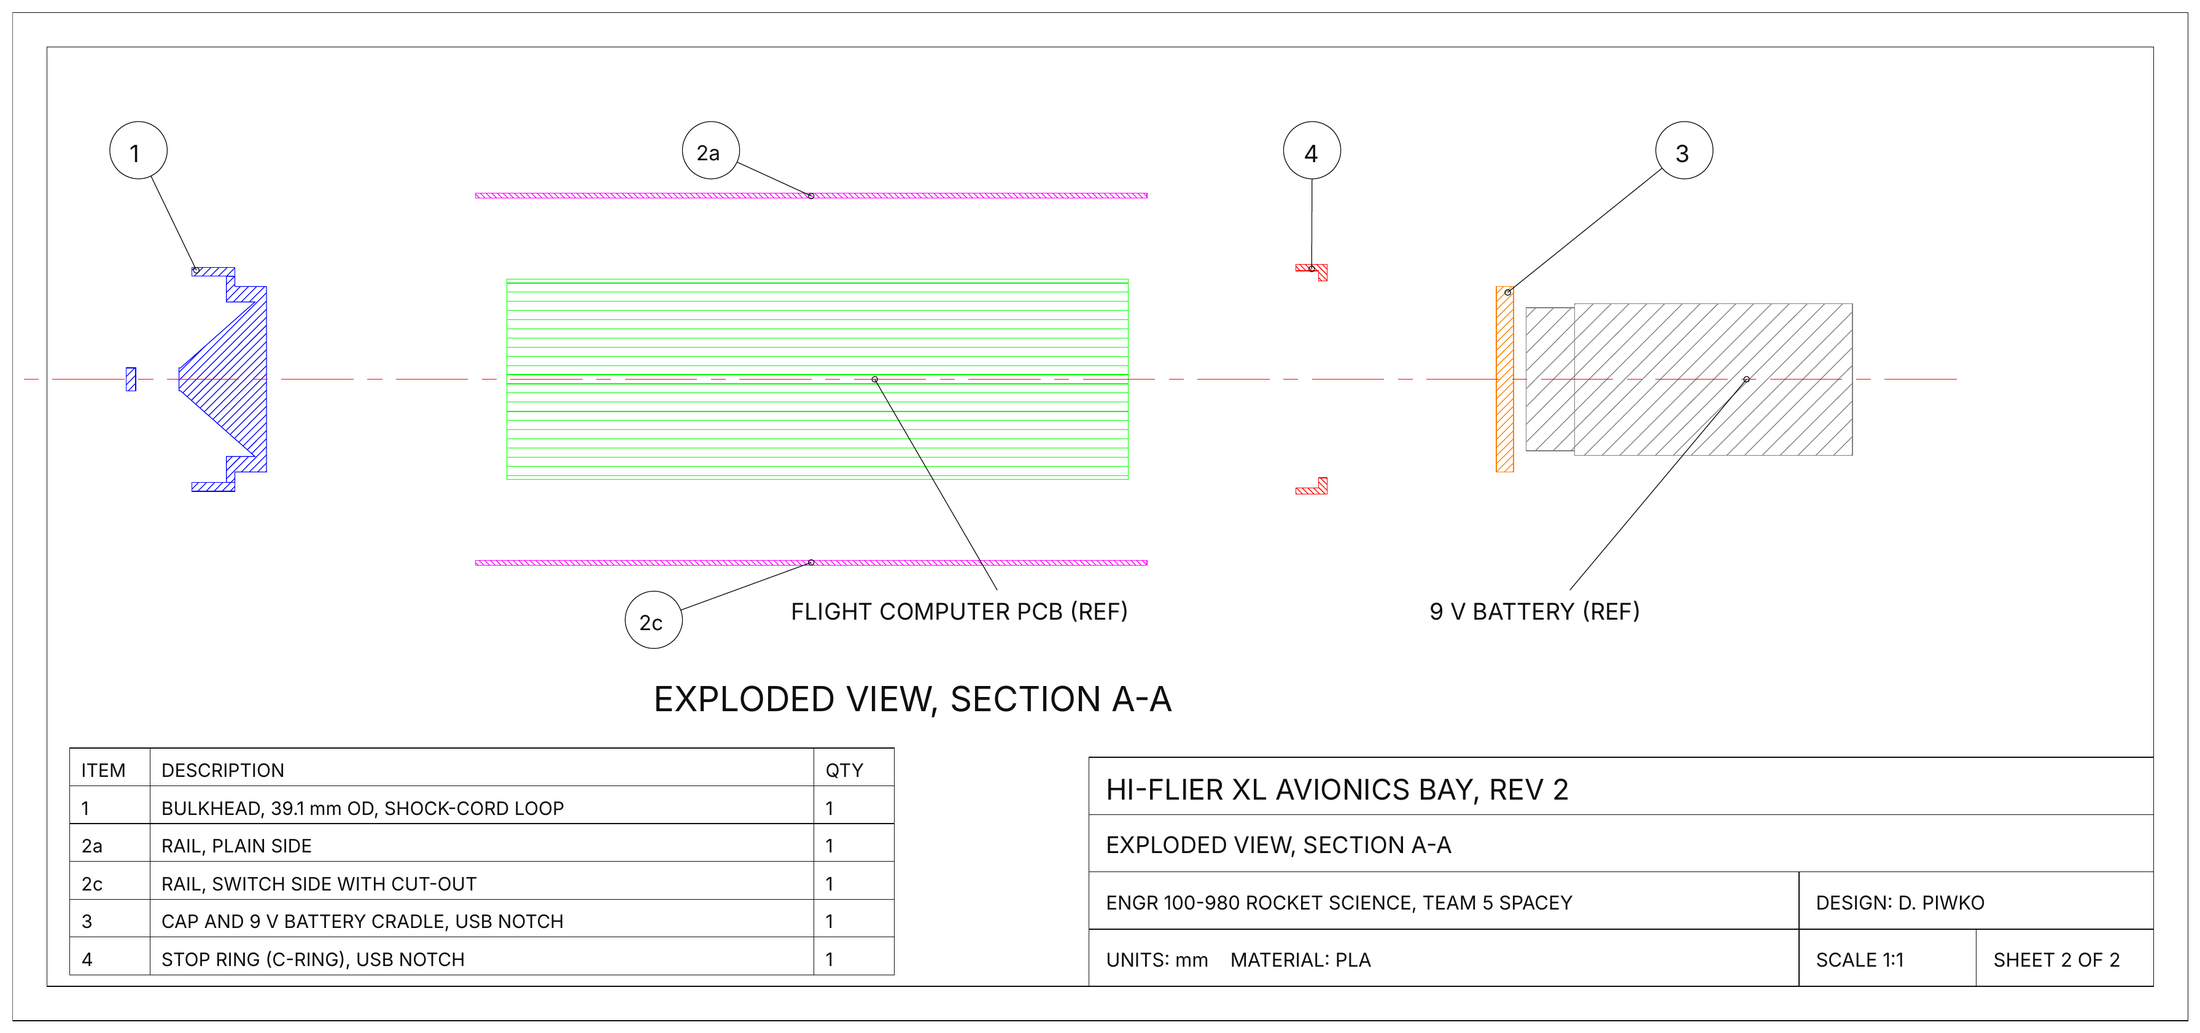 1
2a
4
3
2c
FLIGHT COMPUTER PCB (REF)
9 V BATTERY (REF)
EXPLODED VIEW, SECTION A-A
ITEM DESCRIPTION QTY
1 BULKHEAD, 39.1 mm OD, SHOCK-CORD LOOP 1
2a RAIL, PLAIN SIDE 1
2c RAIL, SWITCH SIDE WITH CUT-OUT 1
3 CAP AND 9 V BATTERY CRADLE, USB NOTCH 1
4 STOP RING (C-RING), USB NOTCH 1
HI-FLIER XL AVIONICS BAY, REV 2
EXPLODED VIEW, SECTION A-A
ENGR 100-980 ROCKET SCIENCE, TEAM 5 SPACEY DESIGN: D. PIWKO
UNITS: mm MATERIAL: PLA SCALE 1:1 SHEET 2 OF 2